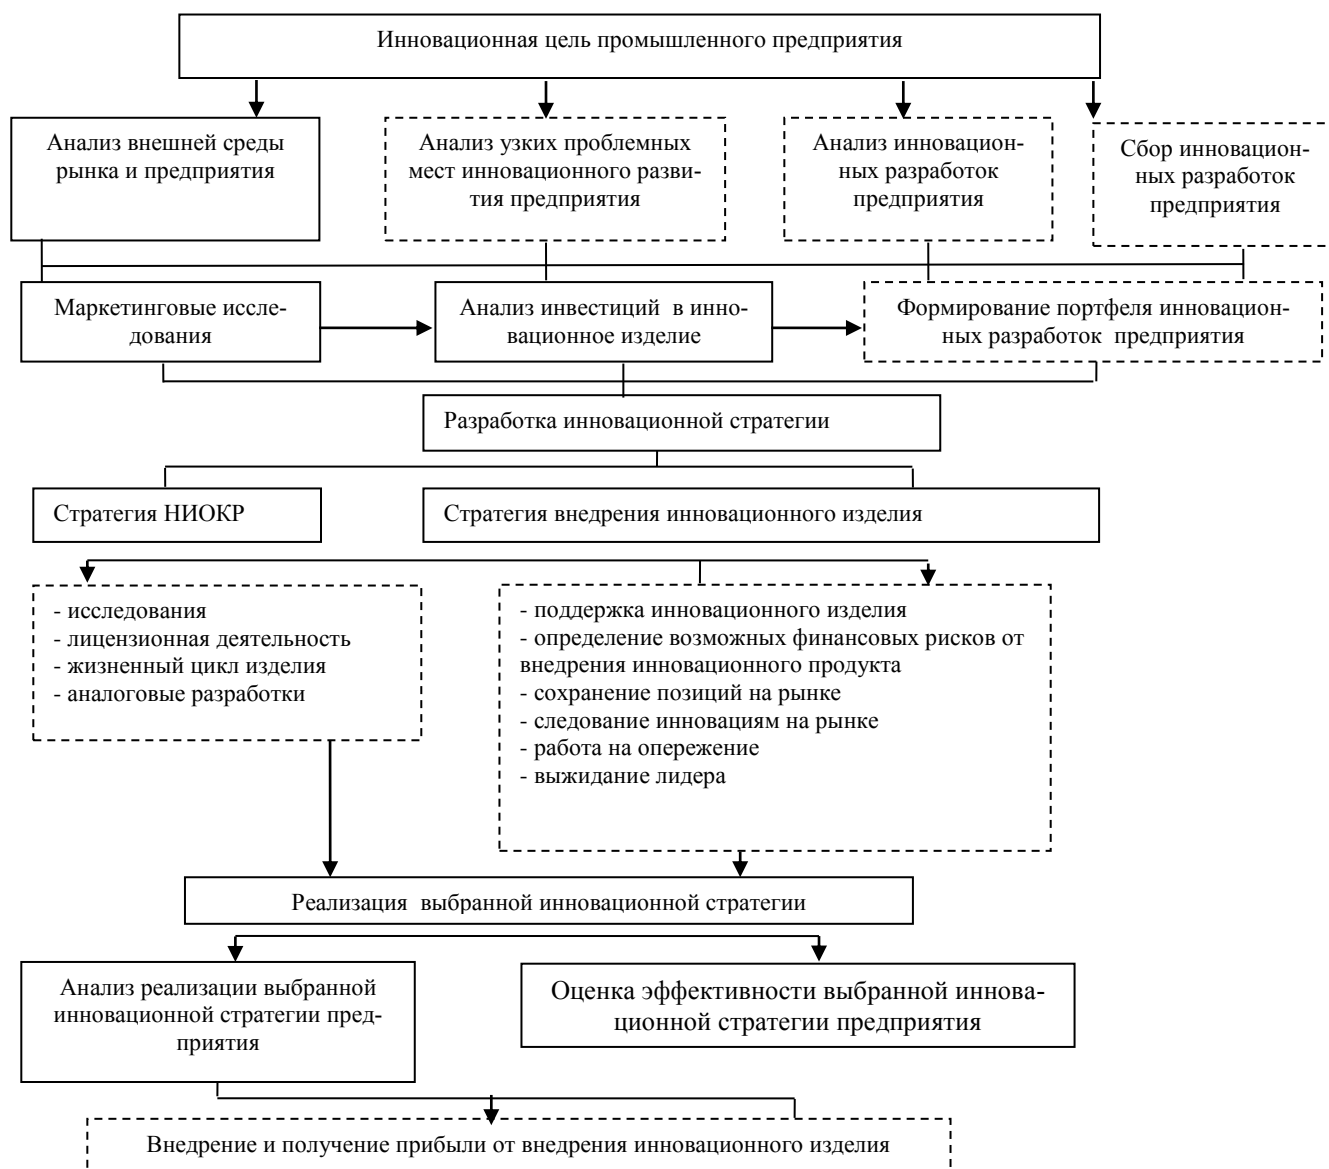 Инновационная цель промышленного предприятия
Анализ внешней среды
рынка и предприятия
Анализ узких проблемных
мест инновационного разви-
тия предприятия
Анализ инновацион-
ных разработок
предприятия
Сбор инновацион-
ных разработок
предприятия
Маркетинговые иссле-
дования
Анализ инвестиций в инно-
вационное изделие
Формирование портфеля инновацион-
ных разработок предприятия
Разработка инновационной стратегии
Стратегия НИОКР
Стратегия внедрения инновационного изделия
- исследования
- лицензионная деятельность
- жизненный цикл изделия
- аналоговые разработки
- поддержка инновационного изделия
- определение возможных финансовых рисков от
внедрения инновационного продукта
- сохранение позиций на рынке
- следование инновациям на рынке
- работа на опережение
- выжидание лидера
Реализация выбранной инновационной стратегии
Анализ реализации выбранной
инновационной стратегии пред-
приятия
Оценка эффективности выбранной иннова-
ционной стратегии предприятия
Внедрение и получение прибыли от внедрения инновационного изделия